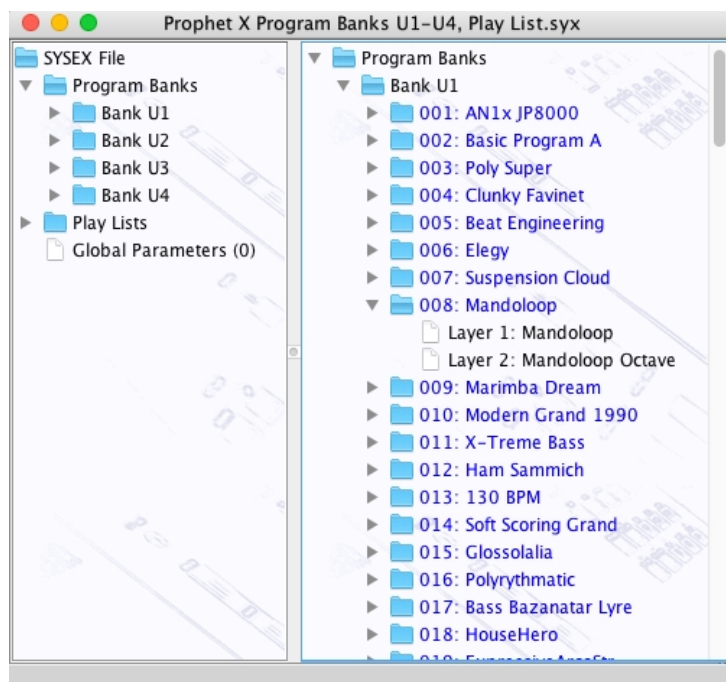 Prophet X Program Banks U1-U4, Play List.syx
SYSEX File
Program Banks
Bank U1
Bank U2
Bank U3
Bank U4
Play Lists
Global Parameters (0)
Program Banks
Bank U1
001: AN1x JP8000
002: Basic Program A
003: Poly Super
004: Clunky Favinet
005: Beat Engineering
006: Elegy
007: Suspension Cloud
008: Mandoloop
Layer 1: Mandoloop
Layer 2: Mandoloop Octave
009: Marimba Dream
010: Modern Grand 1990
011: X-Treme Bass
012: Ham Sammich
013: 130 BPM
014: Soft Scoring Grand
015: Glossolalia
016: Polyrythmatic
017: Bass Bazanatar Lyre
018: HouseHero